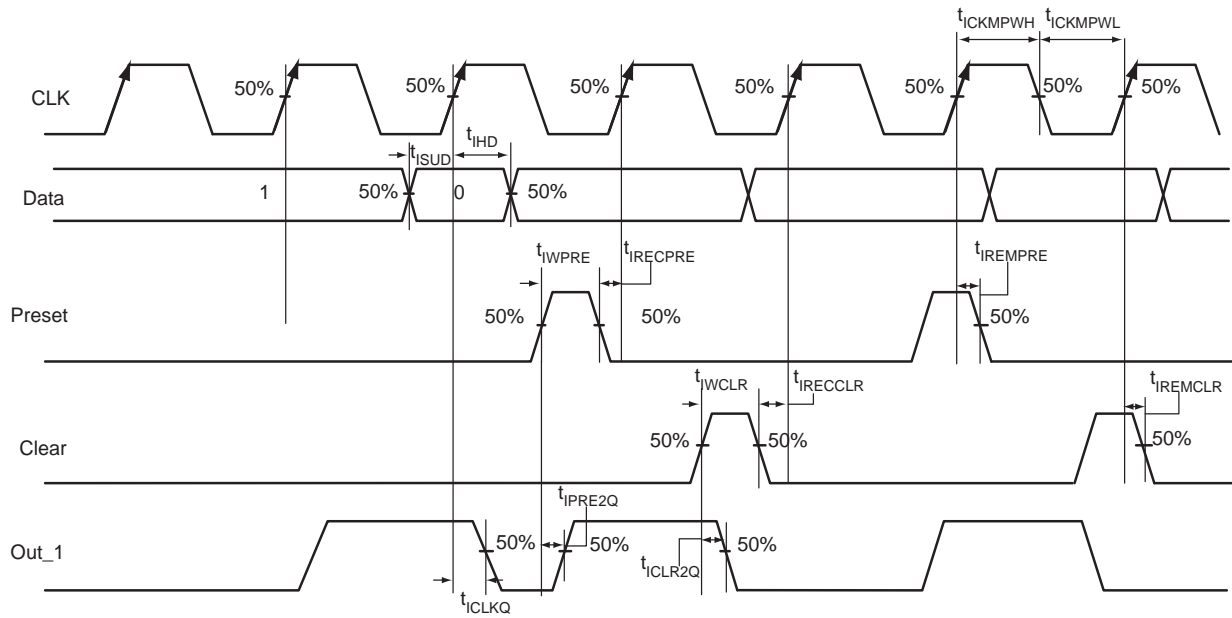 tICKMPWH tICKMPWL
CLK 50% 50% 50% 50% 50% 50% 50%
tISUD tIHD
Data 1 50% 0 50%
tIWPRE tIRECPRE tIREMPRE
Preset 50% 50% 50%
tIWCLR tIRECCLR tIREMCLR
Clear 50% 50% 50%
tIPRE2Q
Out_1 50% 50% 50%
tICLR2Q
tICLKQ